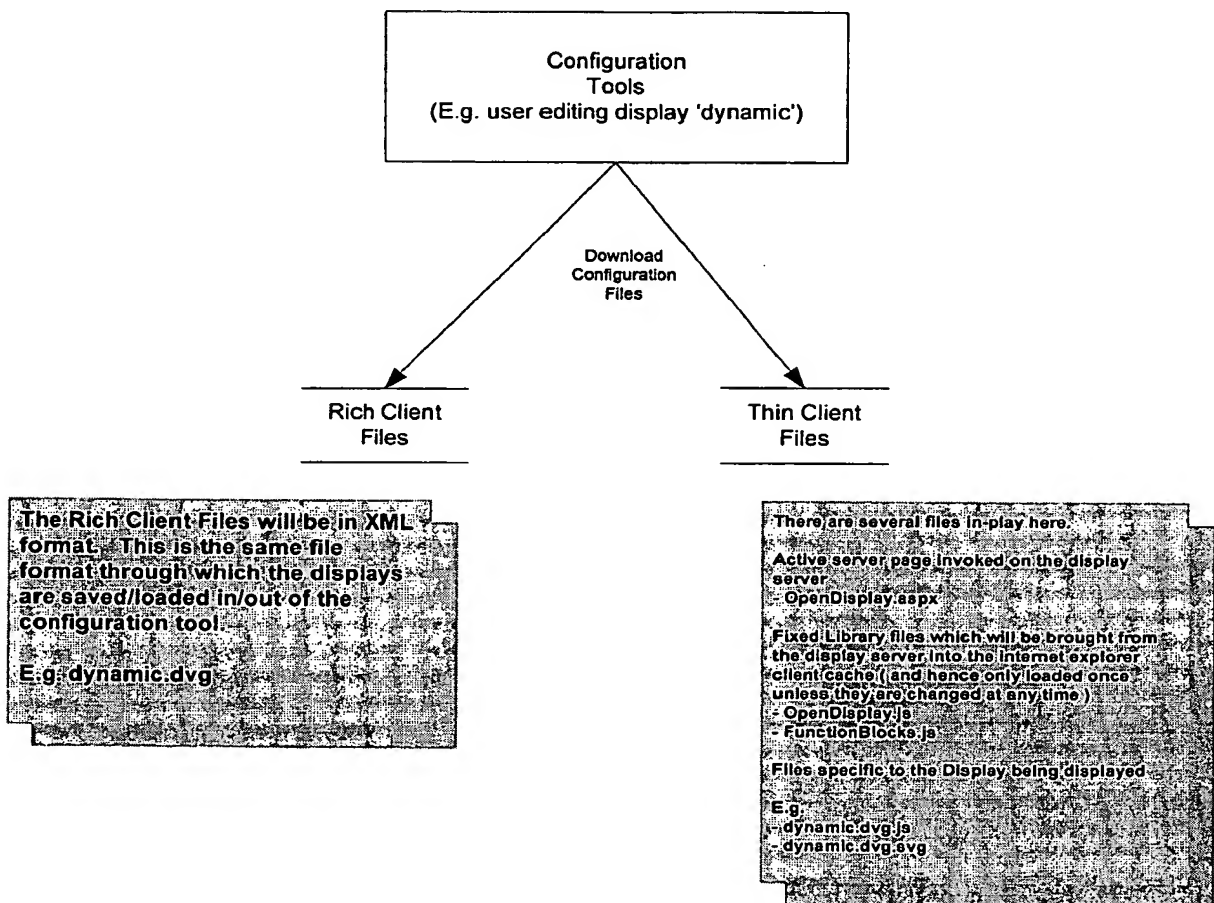 Configuration
Tools
(E.g. user editing display 'dynamic')
Download
Configuration
Files
Rich Client
Files
Thin Client
Files
The Rich Client Files will be in XML
format. This is the same file
format through which the displays
are saved/loaded in/out of the
configuration tool
E.g. dynamic.dvg
There are several files in-play here.
Active server page invoked on the display
server
- OpenDisplay.aspx
Fixed Library files which will be brought from
the display server into the internet explorer
client cache ( and hence only loaded once
unless they are changed at any time )
- OpenDisplay.js
- FunctionBlocks.js
Files specific to the Display being displayed
E.g.
- dynamic.dvg.js
- dynamic.dvg.svg